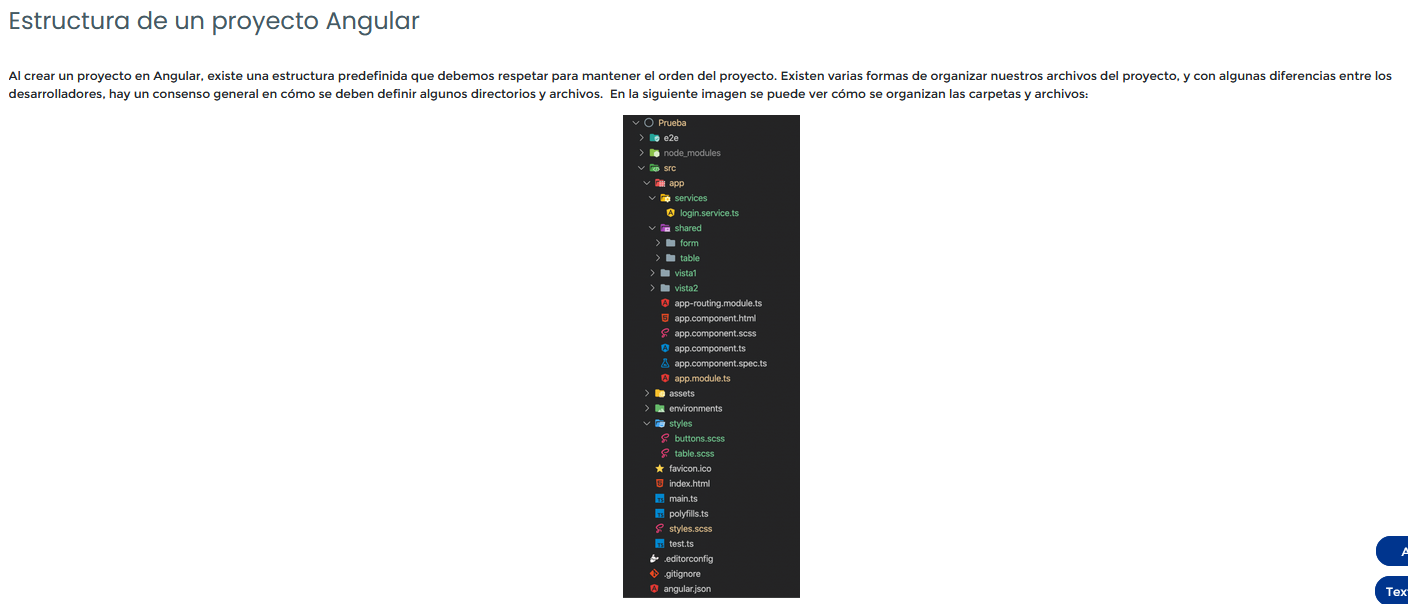 Estructura de un proyecto Angular
Al crear un proyecto en Angular, existe una estructura predefinida que debemos respetar para mantener el orden del proyecto. Existen varias formas de organizar nuestros archivos del proyecto, y con algunas diferencias entre los
desarrolladores, hay un consenso general en cómo se deben definir algunos directorios y archivos.  En la siguiente imagen se puede ver cómo se organizan las carpetas y archivos:
Prueba
e2e
node_modules
src
app
services
login.service.ts
shared
form
table
vista1
vista2
app-routing.module.ts
app.component.html
app.component.scss
app.component.ts
app.component.spec.ts
app.module.ts
assets
environments
styles
buttons.scss
table.scss
favicon.ico
index.html
main.ts
polyfills.ts
styles.scss
test.ts
.editorconfig
.gitignore
angular.json